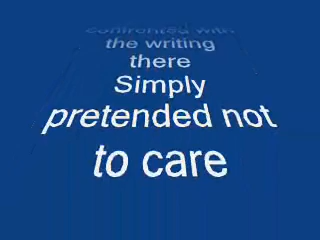 confronted with
the writing
there
Simply
pretended not
to care